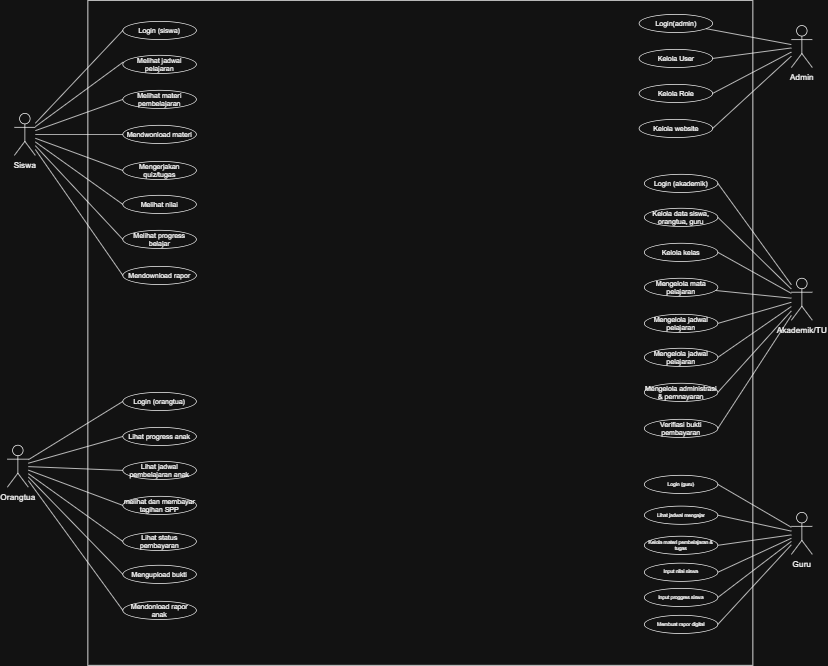 Login (siswa)
Melihat jadwal
pelajaran
Melihat materi
pembelajaran
Mendwonload materi
Mengerjakan
quiz/tugas
Melihat nilai
Melihat progress
belajar
Mendownload rapor
Siswa
Login (orangtua)
Lihat progress anak
Lihat jadwal
pembelajaran anak
melihat dan membayar
tagihan SPP
Lihat status
pembayaran
Mengupload bukti
Mendonload rapor
anak
Orangtua
Login(admin)
Kelola User
Kelola Role
Kelola website
Admin
Login (akademik)
Kelola data siswa,
orangtua, guru
Kelola kelas
Mengelola mata
pelajaran
Mengelola jadwal
pelajaran
Mengelola jadwal
pelajaran
Mengelola administrasi
& pemnayaran
Verifiasi bukti
pembayaran
Akademik/TU
Login (guru)
Lihat jadwal mengajar
Kelola materi pembelajaran &
tugas
Input nilai siswa
Input proggres siswa
Membuat rapor digital
Guru